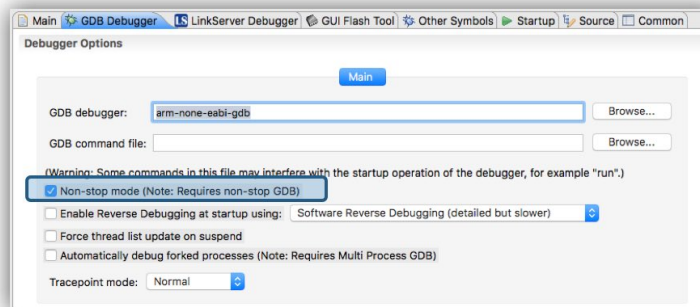 Main GDB Debugger LS LinkServer Debugger GUI Flash Tool Other Symbols Startup Source Common
Debugger Options
Main
GDB debugger: arm-none-eabi-gdb Browse...
GDB command file: Browse...
(Warning: Some commands in this file may interfere with the startup operation of the debugger, for example "run".)
Non-stop mode (Note: Requires non-stop GDB)
Enable Reverse Debugging at startup using: Software Reverse Debugging (detailed but slower)
Force thread list update on suspend
Automatically debug forked processes (Note: Requires Multi Process GDB)
Tracepoint mode: Normal